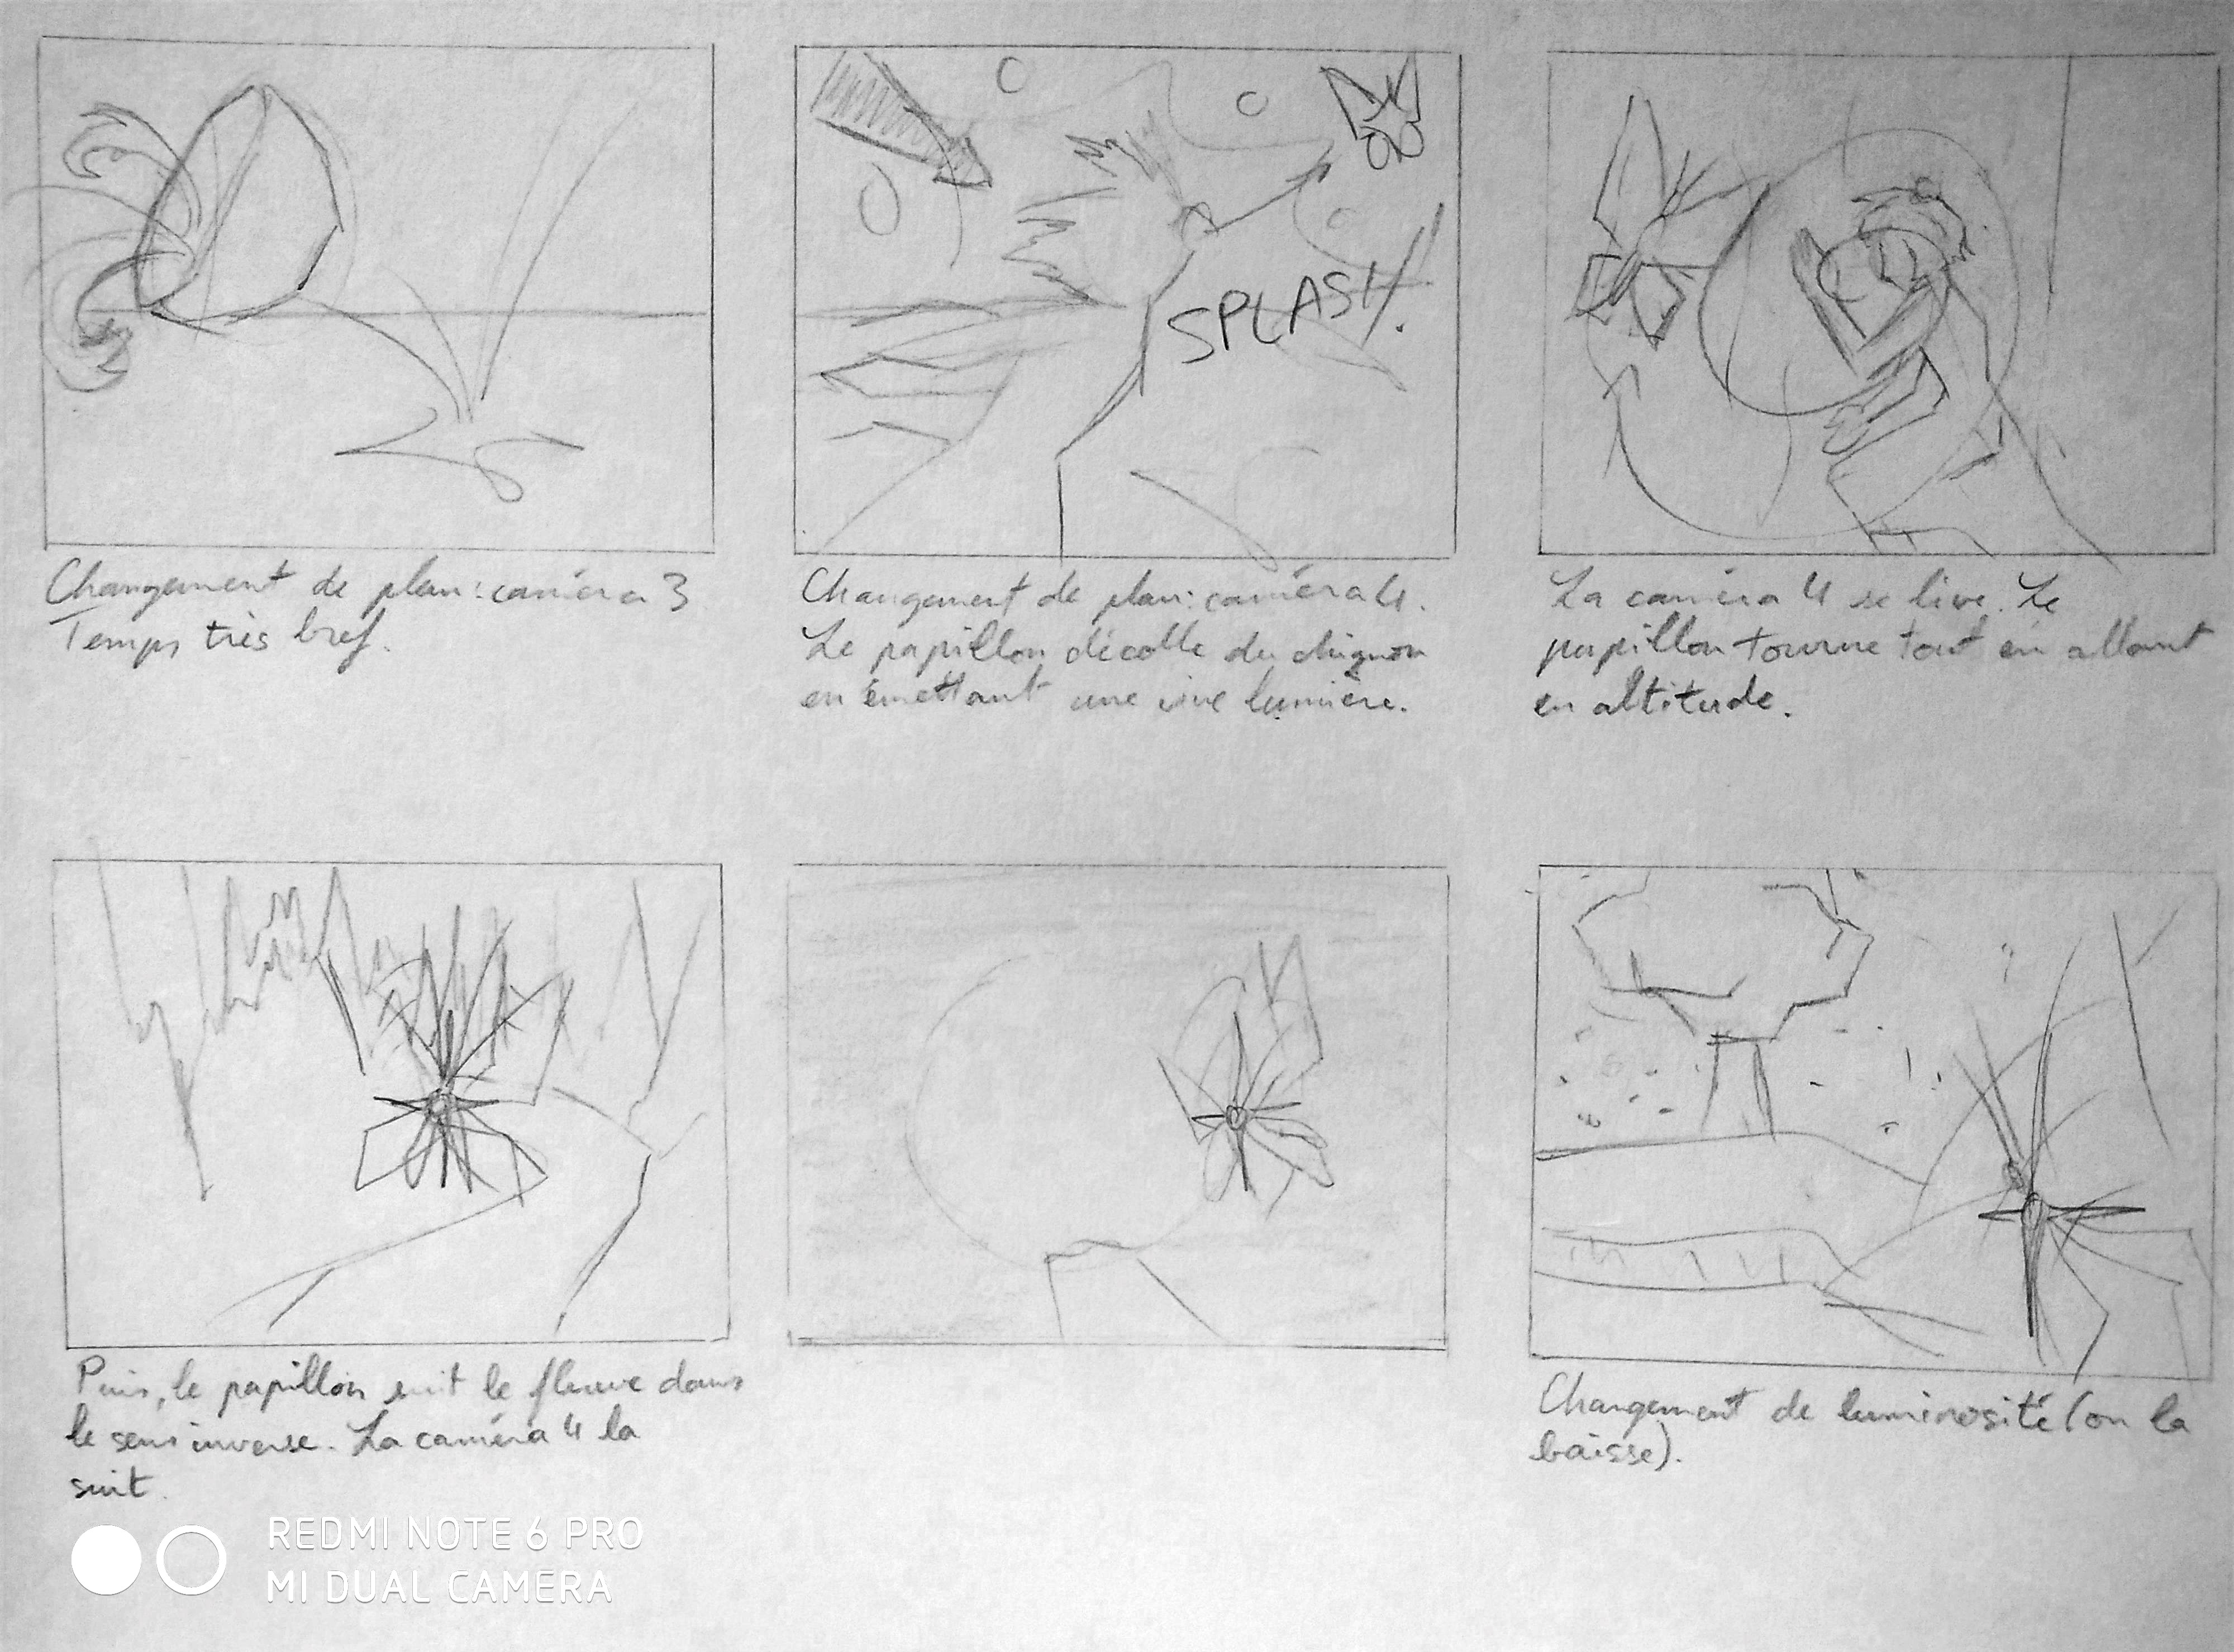 SPLASH!
Changement de plan: caméra 3
Temps très bref.
Changement de plan: caméra 4.
Le papillon décolle du chignon
en émettant une vive lumière.
La caméra 4 se lève. Le
papillon tourne tout en allant
en altitude.
Puis, le papillon suit le fleuve dans
le sens inverse. La caméra 4 la
suit.
Changement de luminosité (on la
baisse).
REDMI NOTE 6 PRO
MI DUAL CAMERA